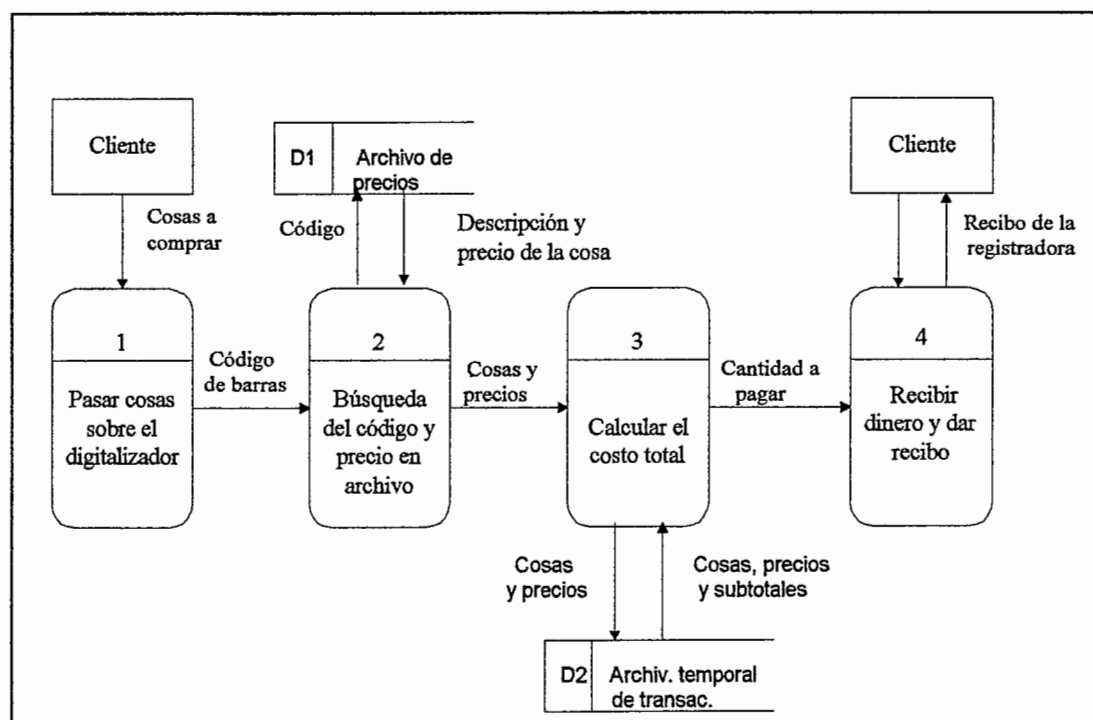 Cliente
D1
Archivo de
precios
Cliente
Cosas a
comprar
Código
Descripción y
precio de la cosa
Recibo de la
registradora
1
Pasar cosas
sobre el
digitalizador
Código
de barras
2
Búsqueda
del código y
precio en
archivo
Cosas y
precios
3
Calcular el
costo total
Cantidad a
pagar
4
Recibir
dinero y dar
recibo
Cosas
y precios
Cosas, precios
y subtotales
D2
Archiv. temporal
de transac.